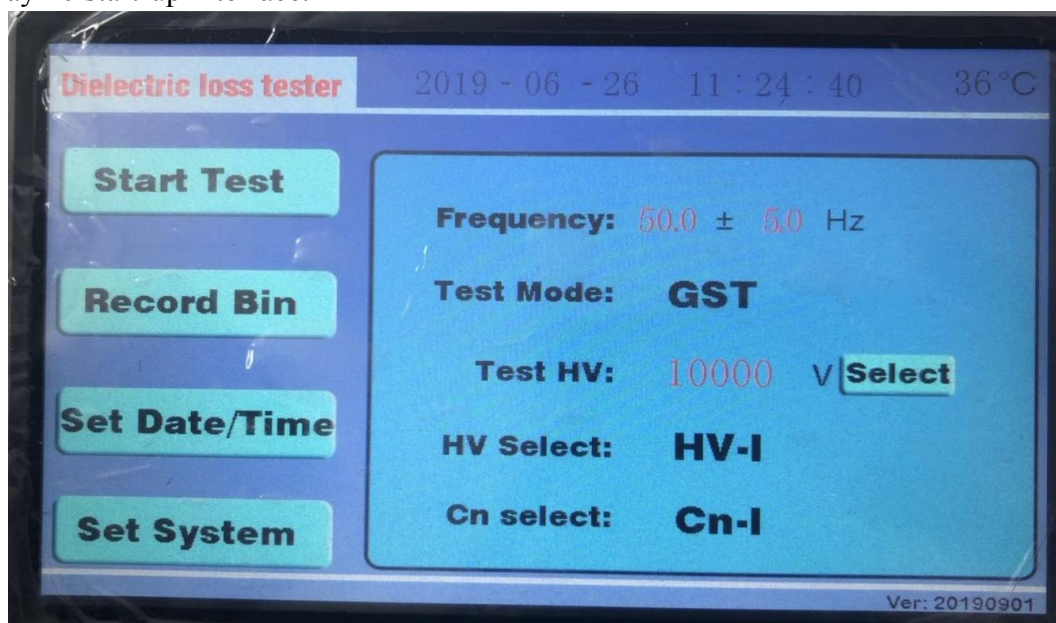 Dielectric loss tester 2019 - 06 - 26 11 : 24 : 40 36°C
Start Test
Frequency: 50.0 ± 5.0 Hz
Record Bin
Test Mode: GST
Test HV: 10000 V Select
Set Date/Time
HV Select: HV-I
Set System
Cn select: Cn-I
Ver: 20190901